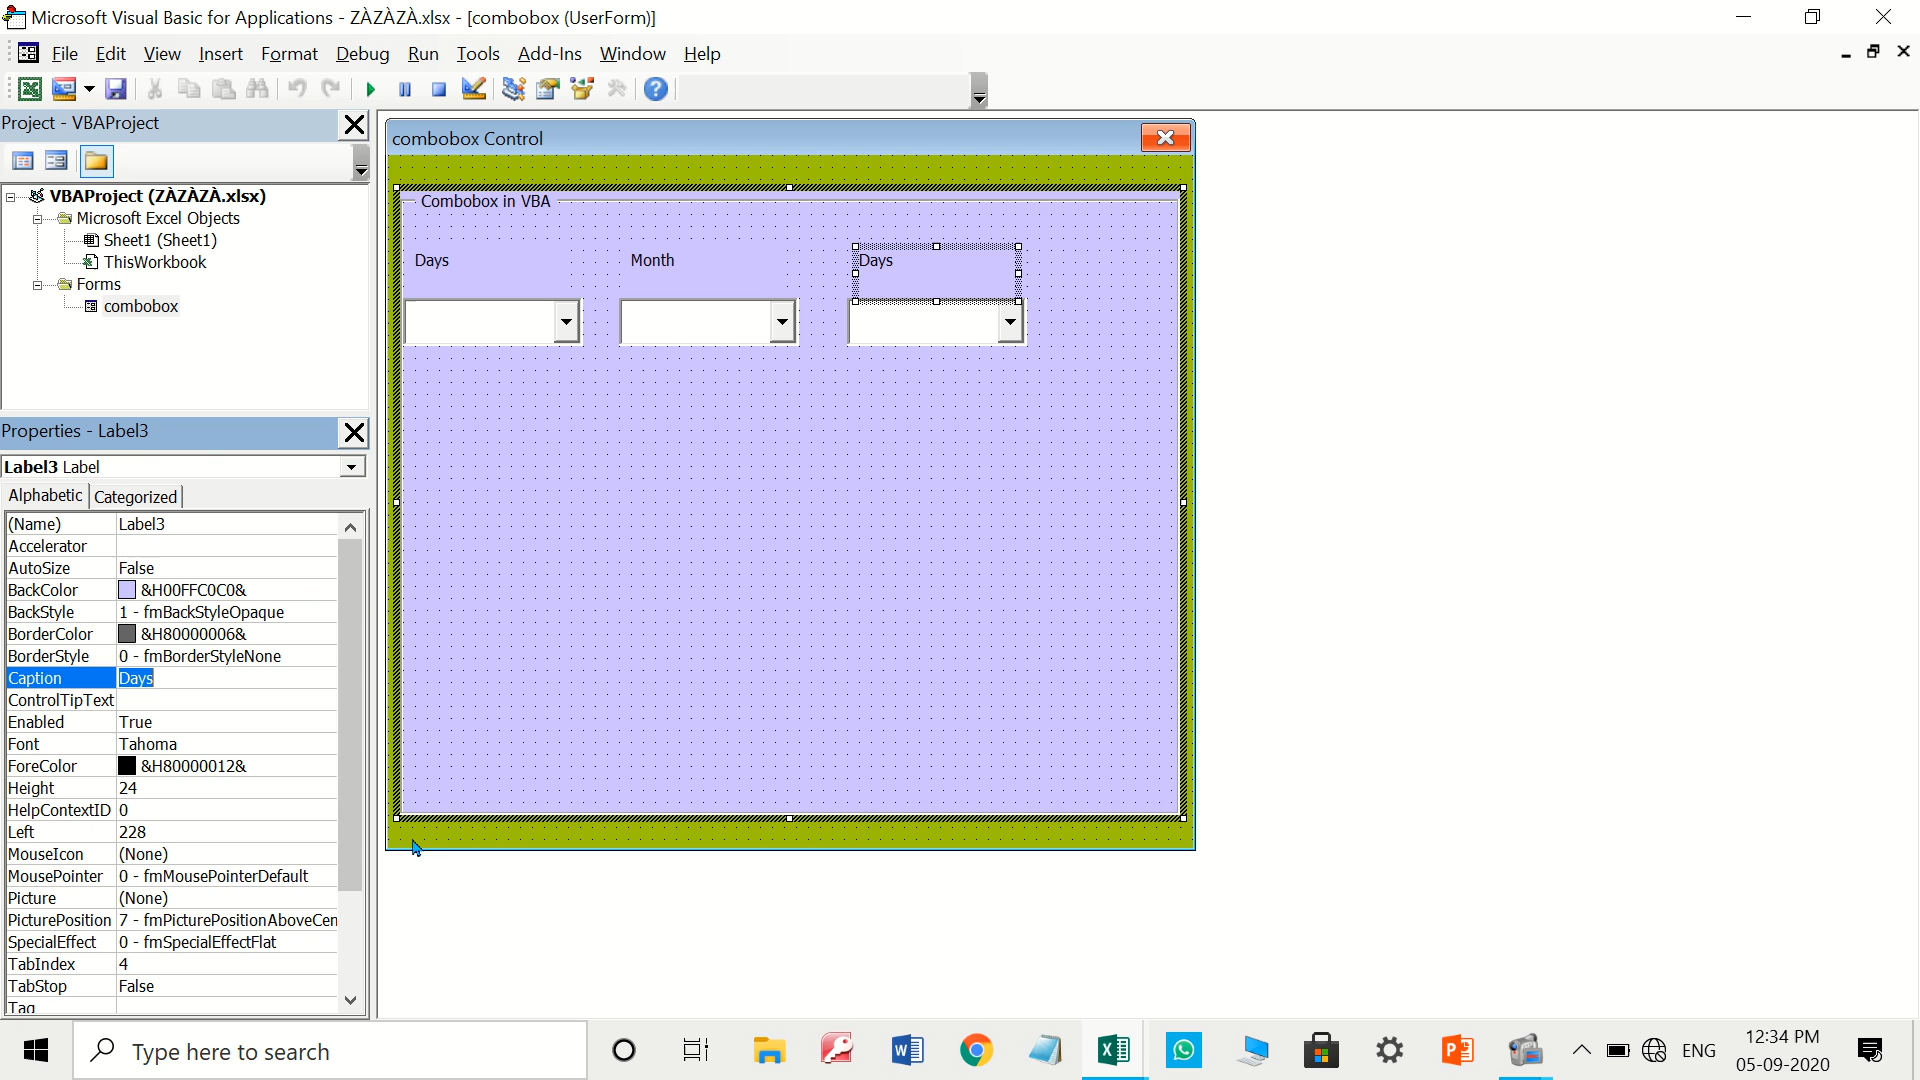 Microsoft Visual Basic for Applications - ZÀZÀZÀ.xlsx - [combobox (UserForm)]
File Edit View Insert Format Debug Run Tools Add-Ins Window Help
Project - VBAProject
VBAProject (ZÀZÀZÀ.xlsx)
Microsoft Excel Objects
Sheet1 (Sheet1)
ThisWorkbook
Forms
combobox
Properties - Label3
Label3 Label
Alphabetic Categorized
(Name) Label3
Accelerator
AutoSize False
BackColor &H00FFC0C0&
BackStyle 1 - fmBackStyleOpaque
BorderColor &H80000006&
BorderStyle 0 - fmBorderStyleNone
Caption Days
ControlTipText
Enabled True
Font Tahoma
ForeColor &H80000012&
Height 24
HelpContextID 0
Left 228
MouseIcon (None)
MousePointer 0 - fmMousePointerDefault
Picture (None)
PicturePosition 7 - fmPicturePositionAboveCen
SpecialEffect 0 - fmSpecialEffectFlat
TabIndex 4
TabStop False
Tag
combobox Control
Combobox in VBA
Days Month Days
Type here to search
ENG
12:34 PM
05-09-2020